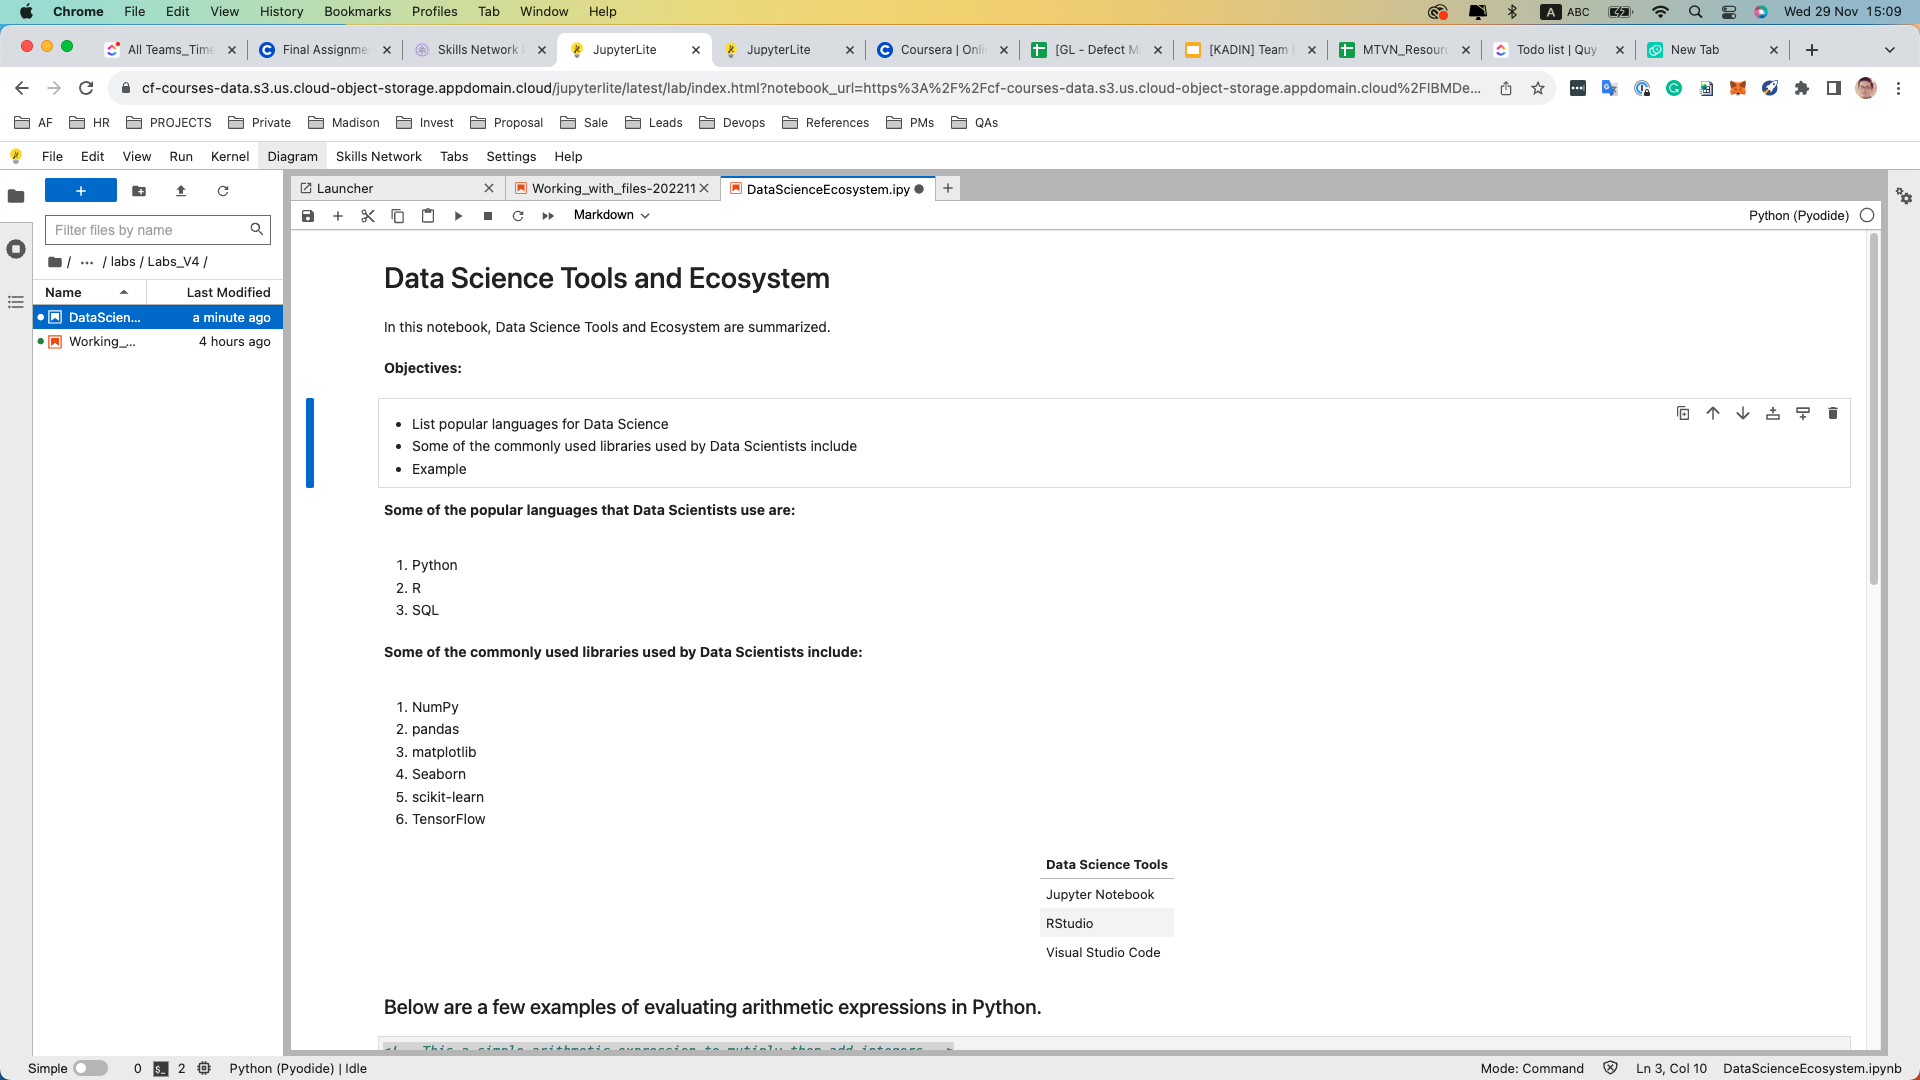 Chrome File Edit View History Bookmarks Profiles Tab Window Help A ABC Wed 29 Nov 15:09
All Teams_Time Final Assignme Skills Network JupyterLite JupyterLite Coursera | Onli [GL - Defect M [KADIN] Team MTVN_Resour Todo list | Quy New Tab
cf-courses-data.s3.us.cloud-object-storage.appdomain.cloud/jupyterlite/latest/lab/index.html?notebook_url=https%3A%2F%2Fcf-courses-data.s3.us.cloud-object-storage.appdomain.cloud%2FIBMDe...
AF HR PROJECTS Private Madison Invest Proposal Sale Leads Devops References PMs QAs
File Edit View Run Kernel Diagram Skills Network Tabs Settings Help
Launcher Working_with_files-202211 DataScienceEcosystem.ipy
Markdown Python (Pyodide)
Filter files by name
/ ··· / labs / Labs_V4 /
Name Last Modified
DataScien... a minute ago
Working_... 4 hours ago
Data Science Tools and Ecosystem
In this notebook, Data Science Tools and Ecosystem are summarized.
Objectives:
• List popular languages for Data Science
• Some of the commonly used libraries used by Data Scientists include
• Example
Some of the popular languages that Data Scientists use are:
1. Python
2. R
3. SQL
Some of the commonly used libraries used by Data Scientists include:
1. NumPy
2. pandas
3. matplotlib
4. Seaborn
5. scikit-learn
6. TensorFlow
Data Science Tools
Jupyter Notebook
RStudio
Visual Studio Code
Below are a few examples of evaluating arithmetic expressions in Python.
This a simple arithmetic expression to mutiply then add integers
Simple 0 2 Python (Pyodide) | Idle Mode: Command Ln 3, Col 10 DataScienceEcosystem.ipynb